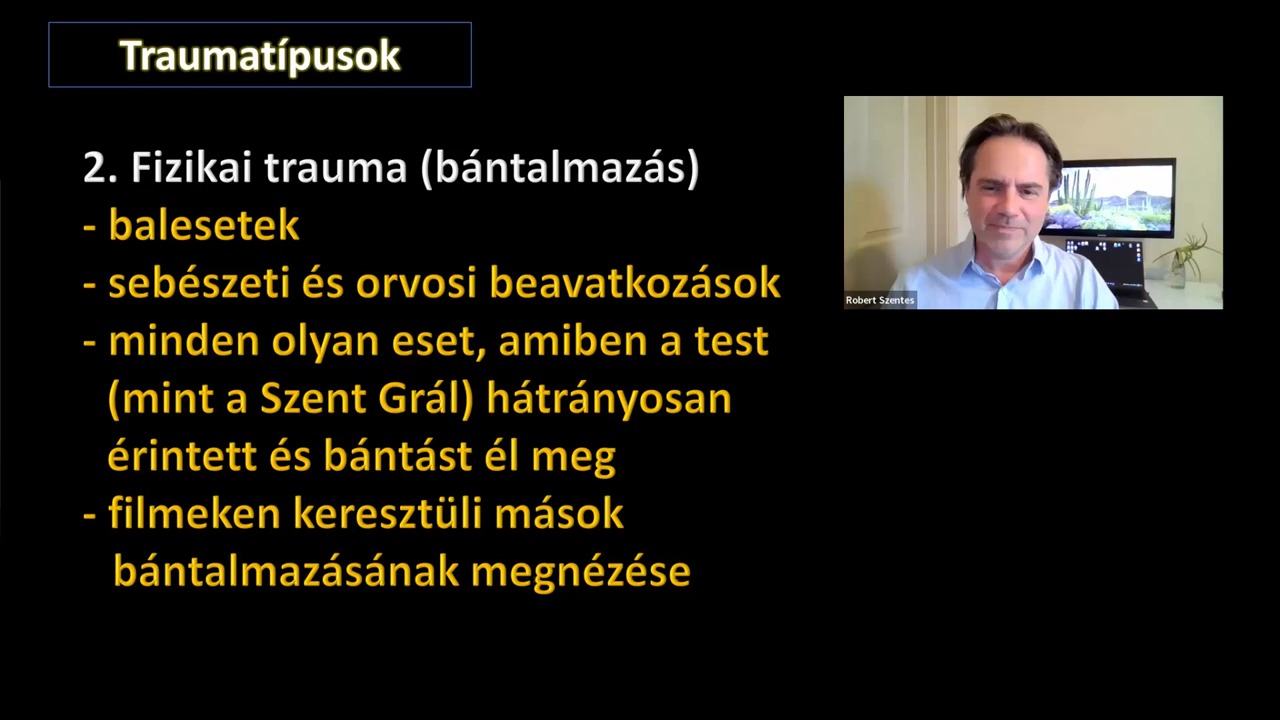 Traumatípusok
2. Fizikai trauma (bántalmazás)
- balesetek
- sebészeti és orvosi beavatkozások
- minden olyan eset, amiben a test
(mint a Szent Grál) hátrányosan
érintett és bántást él meg
- filmeken keresztüli mások
bántalmazásának megnézése
Robert Szentes